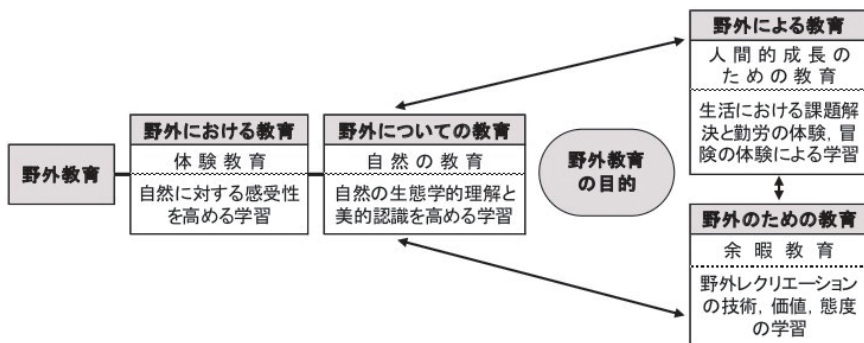 野外教育
野外における教育
体験教育
自然に対する感受性
を高める学習
野外についての教育
自然の教育
自然の生態学的理解と
美的認識を高める学習
野外教育
の目的
野外による教育
人間的成長の
ための教育
生活における課題解
決と勤労の体験，冒
険の体験による学習
野外のための教育
余暇教育
野外レクリエーション
の技術，価値，態度
の学習